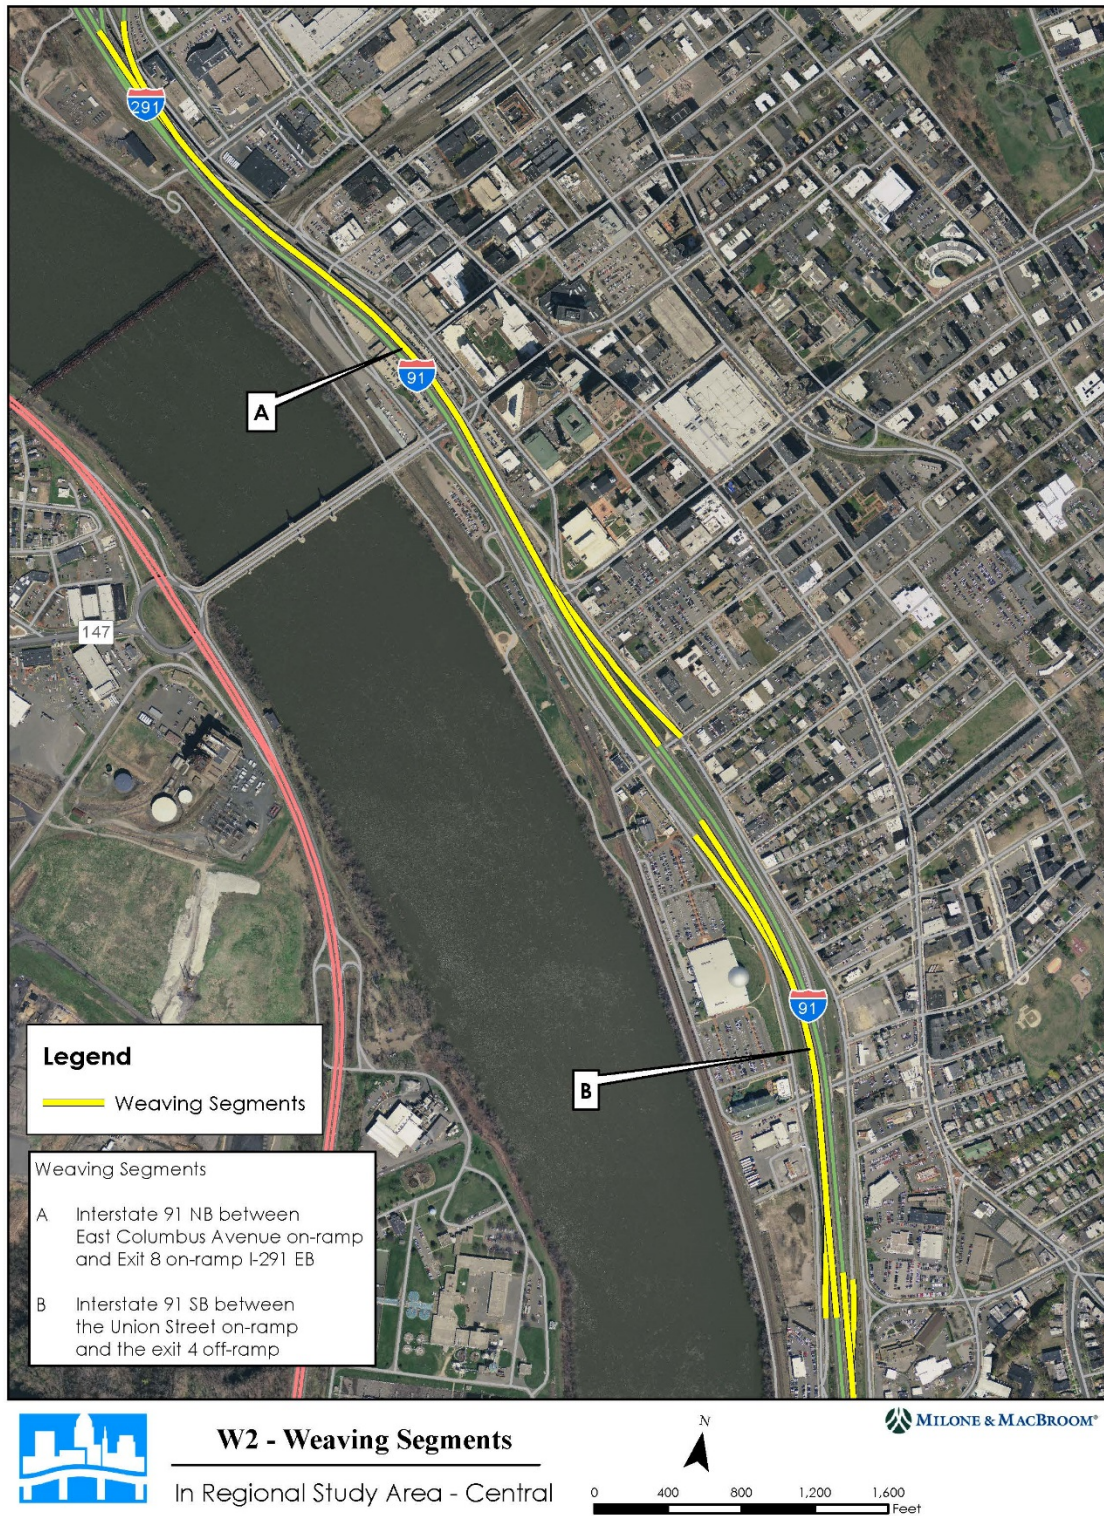 291
A
91
147
91
B
Legend
Weaving Segments
Weaving Segments
A Interstate 91 NB between
East Columbus Avenue on-ramp
and Exit 8 on-ramp I-291 EB
B Interstate 91 SB between
the Union Street on-ramp
and the exit 4 off-ramp
W2 - Weaving Segments
In Regional Study Area - Central
N
0 400 800 1,200 1,600
Feet
MILONE & MACBROOM®